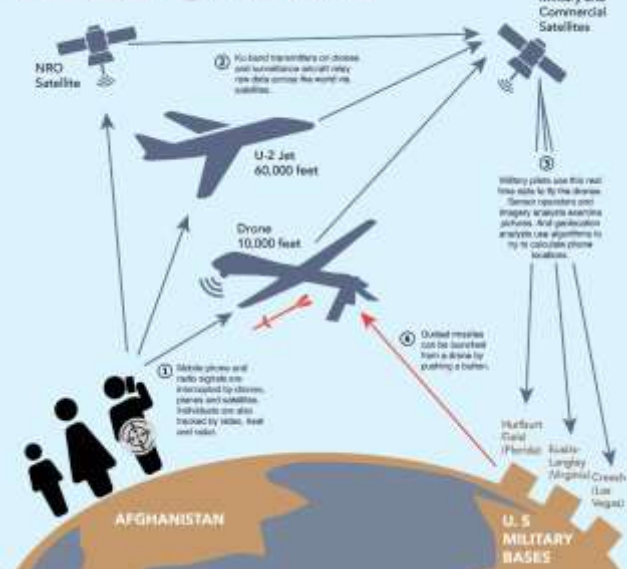 Commercial
Satellites
NRO
Satellite
② Ku-band transmitters on drones
and surveillance aircraft relay
raw data across the world via
satellites.
U-2 Jet
60,000 feet
Drone
10,000 feet
③
Military pilots use this real
time data to fly the drones.
Sensor operators and
imagery analysts examine
pictures. And geolocation
analysts use algorithms to
try to calculate phone
locations.
④ Guided missiles
can be launched
from a drone by
pushing a button.
① Mobile phone and
radio signals are
intercepted by drones,
planes and satellites.
Individuals are also
tracked by video, heat
and radar.
Hurlburt
Field
(Florida)
Langley
(Virginia)
Creech
(Las
Vegas)
AFGHANISTAN
U. S
MILITARY
BASES